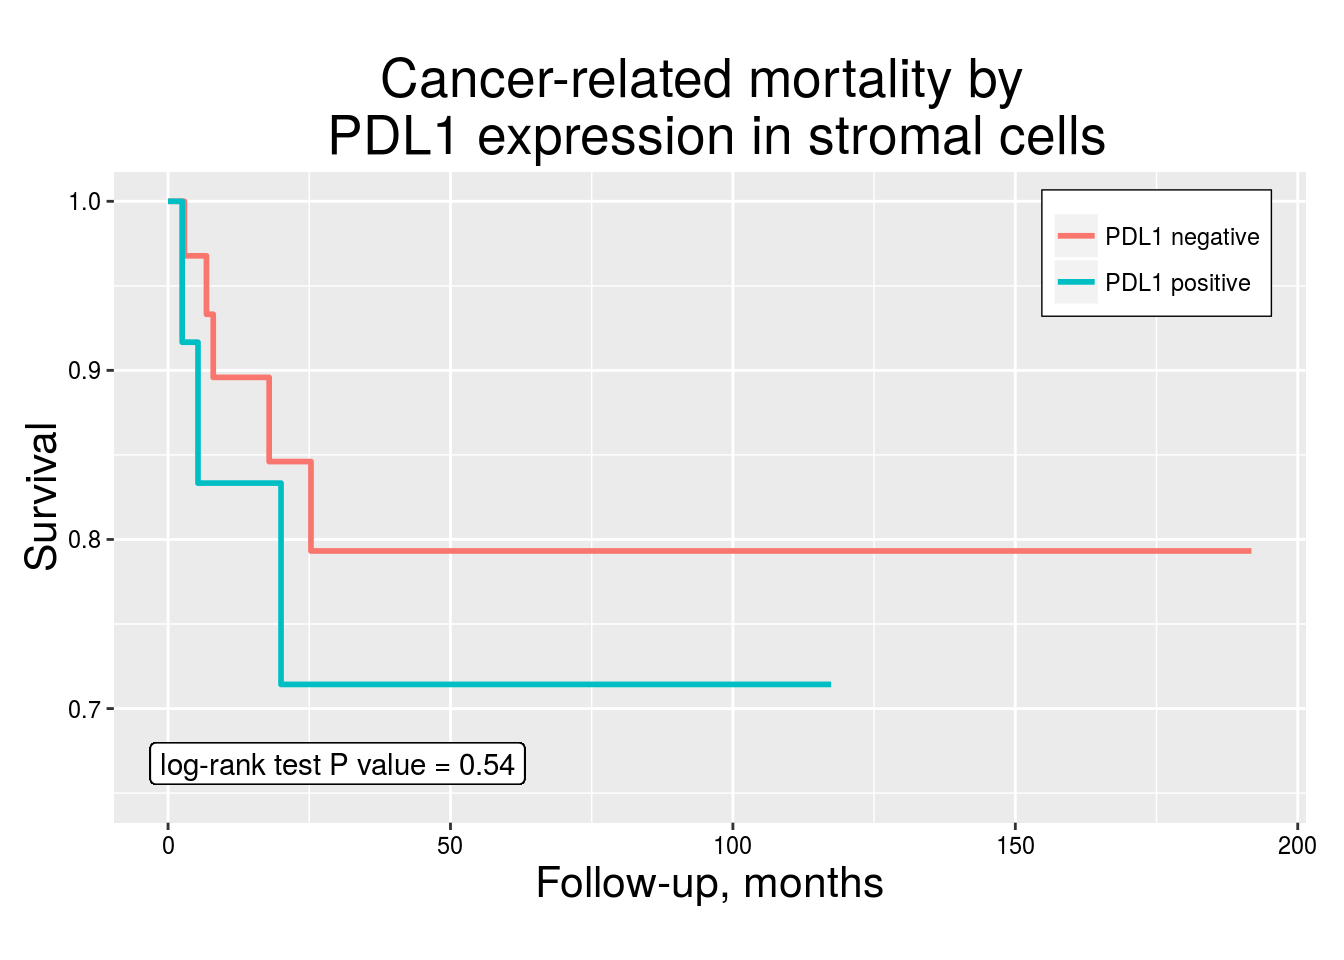 Cancer-related mortality by
PDL1 expression in stromal cells
Survival
1.0
0.9
0.8
0.7
PDL1 negative
PDL1 positive
log-rank test P value = 0.54
0
50
100
150
200
Follow-up, months